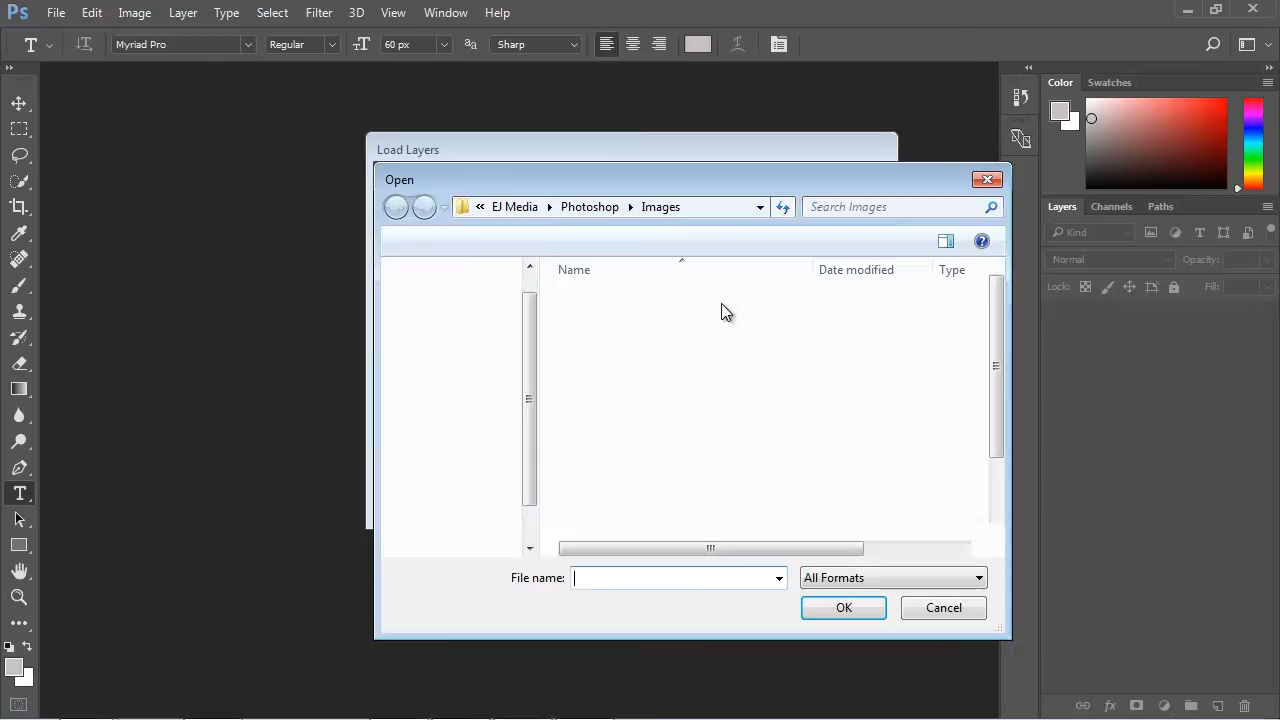 Ps File Edit Image Layer Type Select Filter 3D View Window Help
T Myriad Pro Regular 60 px Sharp
Color Swatches
Load Layers
Open
« EJ Media Photoshop Images Search Images
Layers Channels Paths
Kind
Normal Opacity:
Name Date modified Type
Lock: Fill:
File name: All Formats
OK Cancel